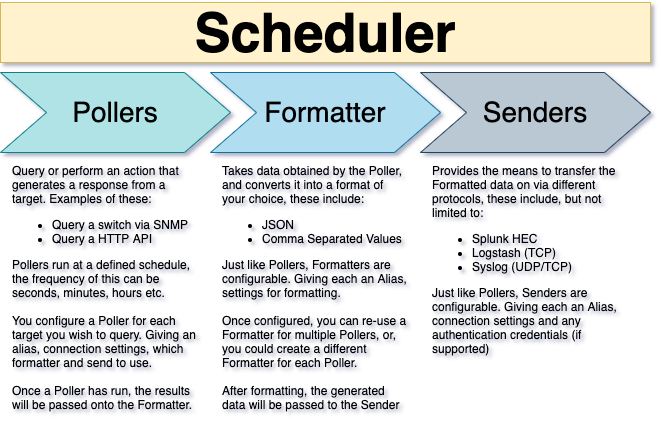 Scheduler
Pollers
Formatter
Senders
Query or perform an action that
generates a response from a
target. Examples of these:
• Query a switch via SNMP
• Query a HTTP API
Pollers run at a defined schedule,
the frequency of this can be
seconds, minutes, hours etc.
You configure a Poller for each
target you wish to query. Giving an
alias, connection settings, which
formatter and send to use.
Once a Poller has run, the results
will be passed onto the Formatter.
Takes data obtained by the Poller,
and converts it into a format of
your choice, these include:
• JSON
• Comma Separated Values
Just like Pollers, Formatters are
configurable. Giving each an Alias,
settings for formatting.
Once configured, you can re-use a
Formatter for multiple Pollers, or,
you could create a different
Formatter for each Poller.
After formatting, the generated
data will be passed to the Sender
Provides the means to transfer the
Formatted data on via different
protocols, these include, but not
limited to:
• Splunk HEC
• Logstash (TCP)
• Syslog (UDP/TCP)
Just like Pollers, Senders are
configurable. Giving each an Alias,
connection settings and any
authentication credentials (if
supported)